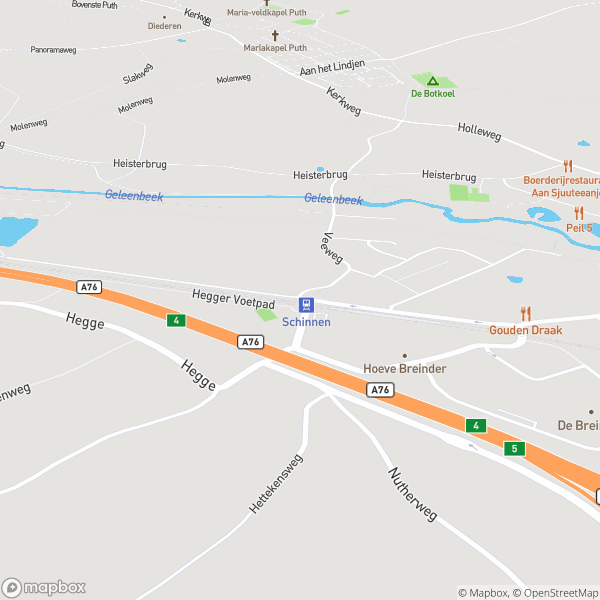 Bovenste Puth
Kerkweg
Maria-veldkapel Puth
Diederen
Panoramaweg
Mariakapel Puth
Slakweg
Molenweg
Aan het Lindjen
De Botkoel
Molenweg
Kerkweg
Molenweg
Holleweg
Heisterbrug
Heisterbrug
Heisterbrug
Boerderijrestaura
Aan Sjuuteeanje
Geleenbeek
Geleenbeek
Peil 5
Veeweg
A76
Hegger Voetpad
Hegge
4
Schinnen
Gouden Draak
A76
Hegge
Hoeve Breinder
A76
enweg
De Brein
4
5
Hettekensweg
Nutherweg
mapbox
© Mapbox, © OpenStreetMap